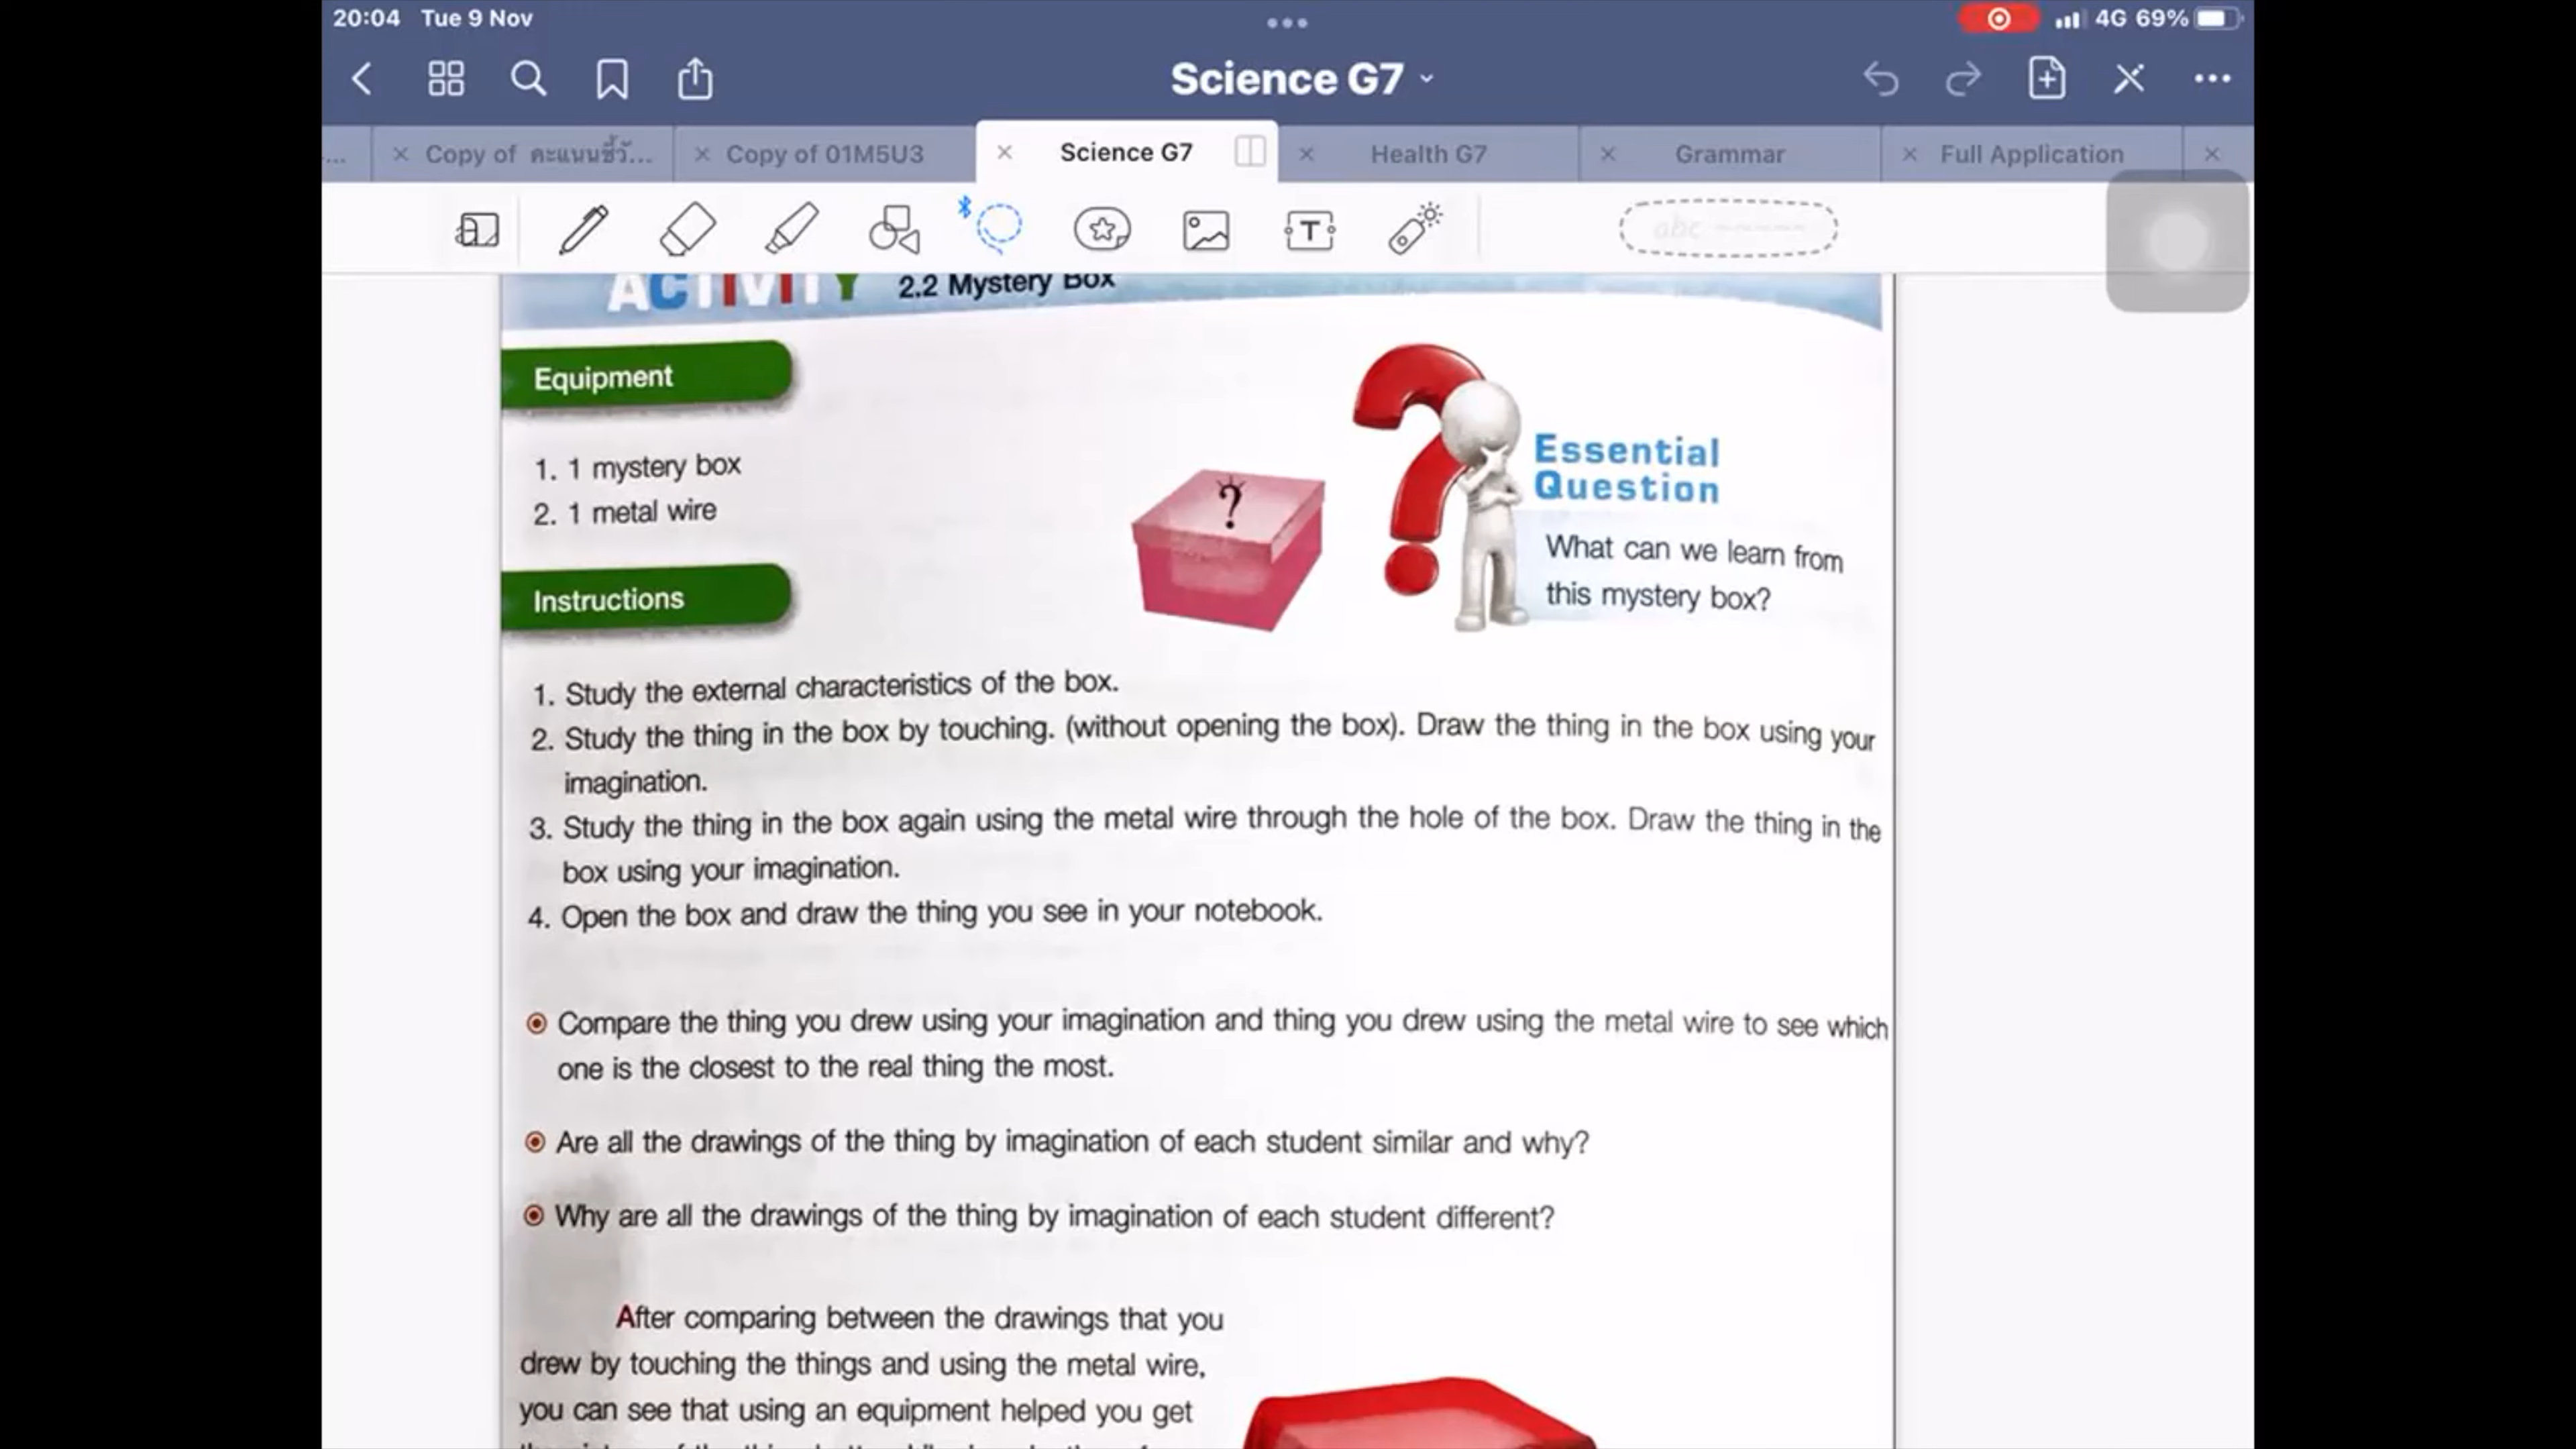 20:04 Tue 9 Nov
4G 69%
Science G7
Copy of คะแนนชี้วั...
Copy of 01M5U3
Science G7
Health G7
Grammar
Full Application
abc
ACTIVITY 2.2 Mystery Box
Equipment
1. 1 mystery box
2. 1 metal wire
?
Essential
Question
What can we learn from
this mystery box?
Instructions
1. Study the external characteristics of the box.
2. Study the thing in the box by touching. (without opening the box). Draw the thing in the box using your
imagination.
3. Study the thing in the box again using the metal wire through the hole of the box. Draw the thing in the
box using your imagination.
4. Open the box and draw the thing you see in your notebook.
Compare the thing you drew using your imagination and thing you drew using the metal wire to see which
one is the closest to the real thing the most.
Are all the drawings of the thing by imagination of each student similar and why?
Why are all the drawings of the thing by imagination of each student different?
After comparing between the drawings that you
drew by touching the things and using the metal wire,
you can see that using an equipment helped you get